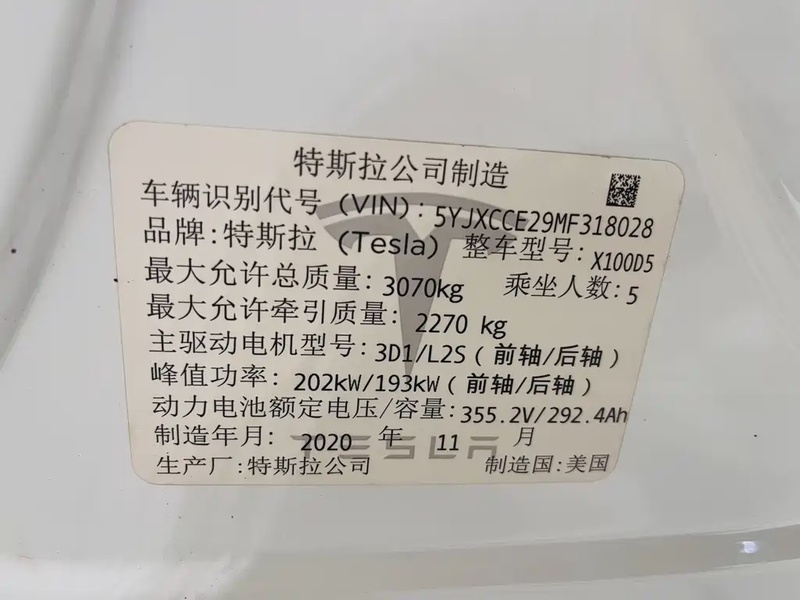 特斯拉公司制造
车辆识别代号 (VIN): 5YJXCCE29MF318028
品牌: 特斯拉 (Tesla) 整车型号: X100D5
最大允许总质量: 3070kg 乘坐人数: 5
最大允许牵引质量: 2270 kg
主驱动电机型号: 3D1/L2S (前轴/后轴)
峰值功率: 202kW/193kW (前轴/后轴)
动力电池额定电压/容量: 355.2V/292.4Ah
制造年月: 2020 年 11 月
TESLA
生产厂: 特斯拉公司 制造国: 美国